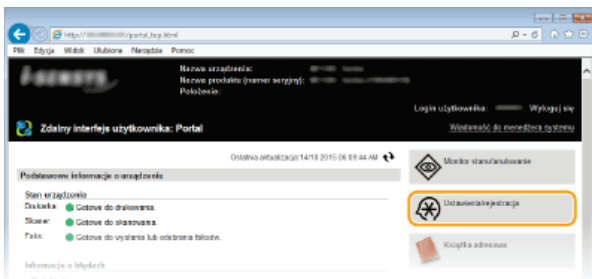 http:// /portal_top.html
Plik Edycja Widok Ulubione Narzędzia Pomoc
Nazwa urządzenia:
Nazwa produktu (numer seryjny):
Położenie:
Login użytkownika: Wyloguj się
Zdalny interfejs użytkownika: Portal
Wiadomość do menedżera systemu
Ostatnia aktualizacja:14/10 2015 06:08:44 AM
Podstawowe informacje o urządzeniu
Stan urządzenia
Drukarka: Gotowe do drukowania.
Skaner: Gotowe do skanowania.
Faks: Gotowe do wysłania lub odebrania faksów.
Informacje o błędach
Monitor stanu/anulowanie
Ustawienia/rejestracja
Książka adresowa